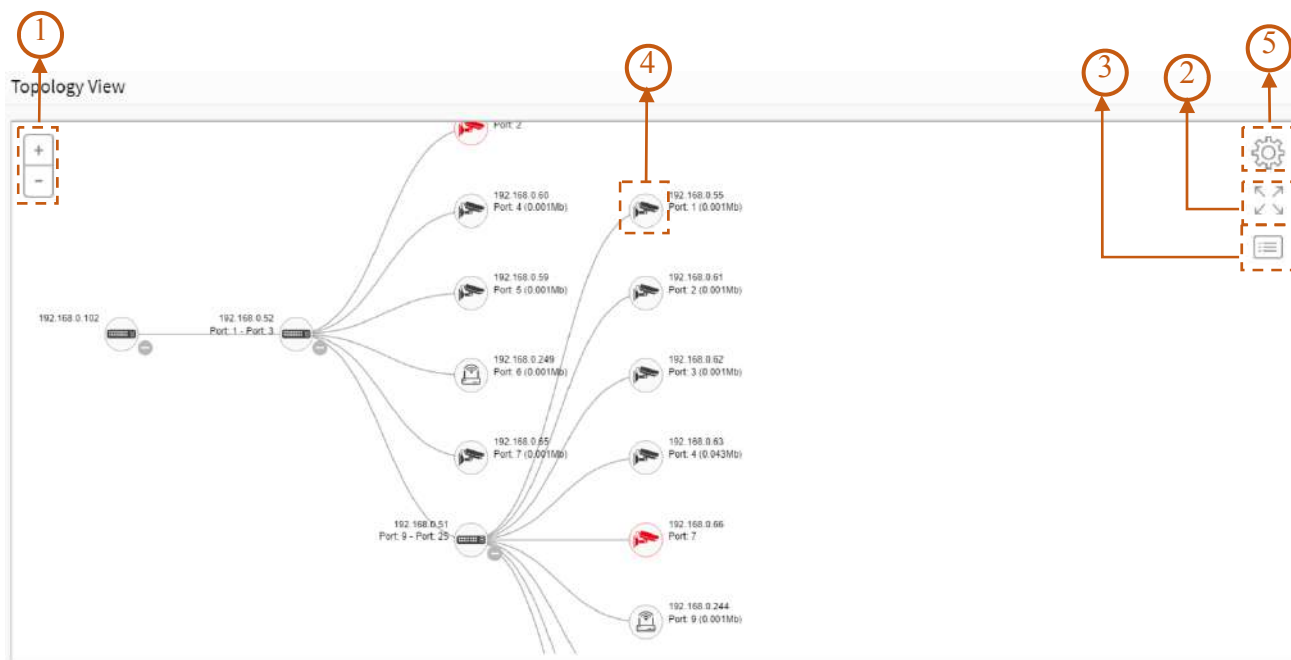 1
5
4
3
2
Topology View
+
-
Port: 2
192.168.0.60
Port: 4 (0.001Mb)
192.168.0.55
Port: 1 (0.001Mb)
192.168.0.59
Port: 5 (0.001Mb)
192.168.0.61
Port: 2 (0.001Mb)
192.168.0.102
192.168.0.52
Port: 1 - Port: 3
192.168.0.249
Port: 6 (0.001Mb)
192.168.0.62
Port: 3 (0.001Mb)
192.168.0.65
Port: 7 (0.001Mb)
192.168.0.63
Port: 4 (0.043Mb)
192.168.0.51
Port: 9 - Port: 25
192.168.0.66
Port: 7
192.168.0.244
Port: 9 (0.001Mb)